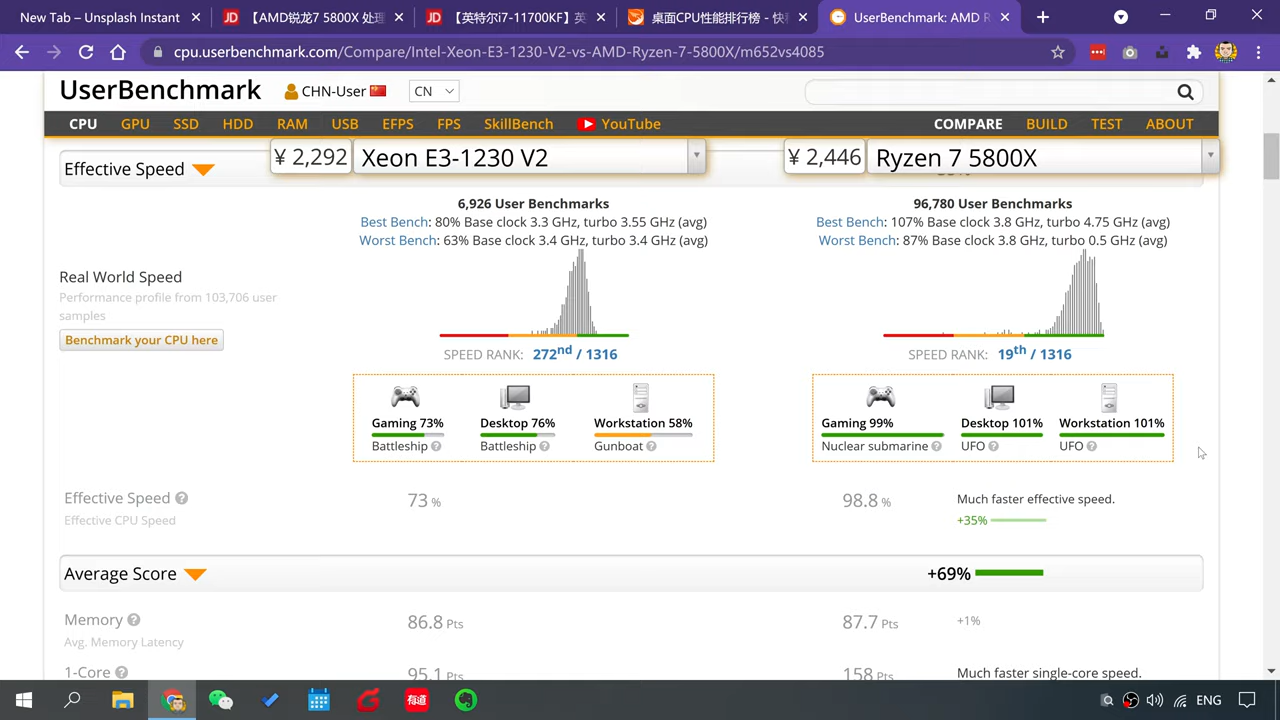 New Tab – Unsplash Instant
【AMD锐龙7 5800X 处理
【英特尔i7-11700KF】英
桌面CPU性能排行榜 - 快科
UserBenchmark: AMD R
cpu.userbenchmark.com/Compare/Intel-Xeon-E3-1230-V2-vs-AMD-Ryzen-7-5800X/m652vs4085
UserBenchmark CHN-User CN
CPU GPU SSD HDD RAM USB EFPS FPS SkillBench YouTube COMPARE BUILD TEST ABOUT
Effective Speed ¥ 2,292 Xeon E3-1230 V2 ¥ 2,446 Ryzen 7 5800X
6,926 User Benchmarks
Best Bench: 80% Base clock 3.3 GHz, turbo 3.55 GHz (avg)
Worst Bench: 63% Base clock 3.4 GHz, turbo 3.4 GHz (avg)
96,780 User Benchmarks
Best Bench: 107% Base clock 3.8 GHz, turbo 4.75 GHz (avg)
Worst Bench: 87% Base clock 3.8 GHz, turbo 0.5 GHz (avg)
Real World Speed
Performance profile from 103,706 user
samples
Benchmark your CPU here
SPEED RANK: 272nd / 1316
SPEED RANK: 19th / 1316
Gaming 73% Desktop 76% Workstation 58%
Battleship Battleship Gunboat
Gaming 99% Desktop 101% Workstation 101%
Nuclear submarine UFO UFO
Effective Speed 73 % 98.8 % Much faster effective speed.
Effective CPU Speed +35%
Average Score +69%
Memory 86.8 Pts 87.7 Pts +1%
Avg. Memory Latency
1-Core 95.1 Pts 158 Pts Much faster single-core speed.
有道
ENG